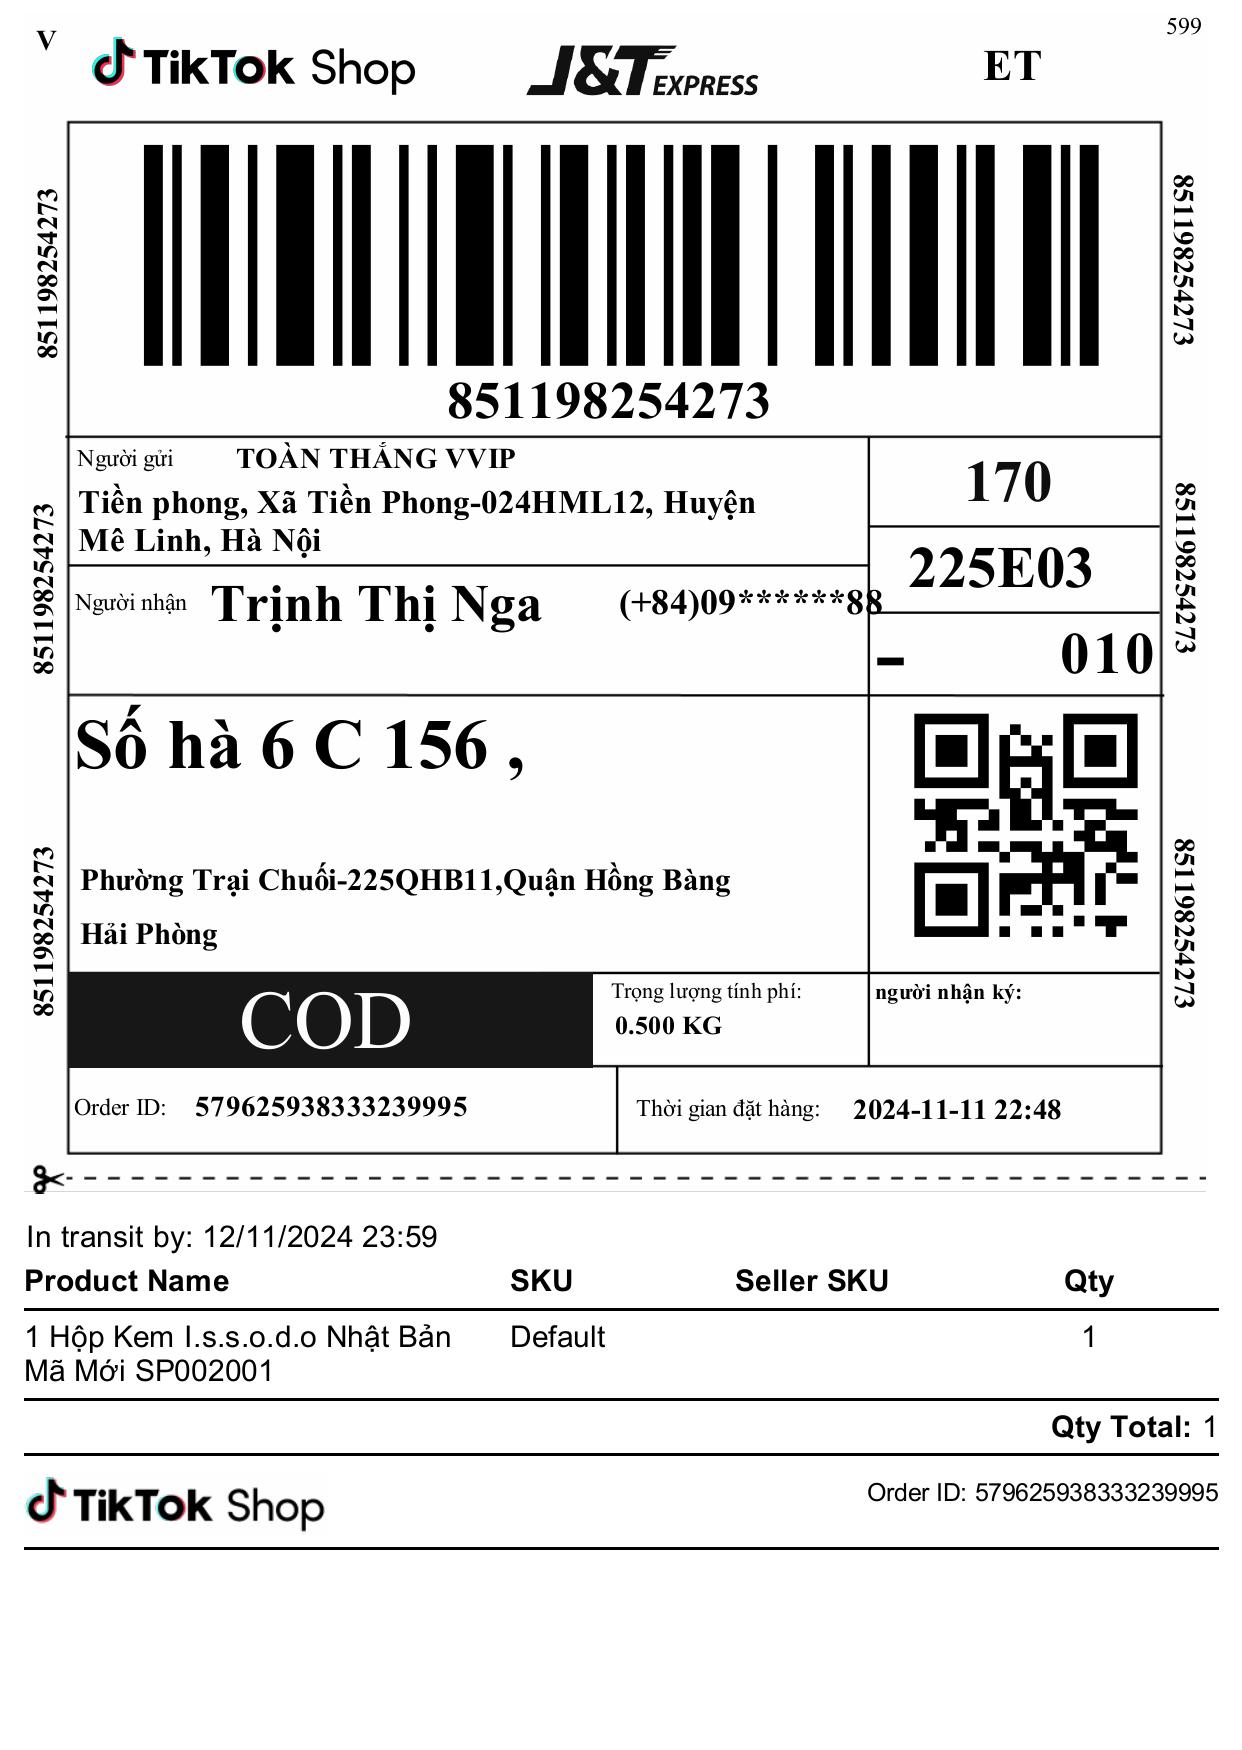 599
V
TikTok Shop
J&T EXPRESS
ET
851198254273
851198254273
851198254273
Người gửi TOÀN THẮNG VVIP
Tiền phong, Xã Tiền Phong-024HML12, Huyện
Mê Linh, Hà Nội
170
225E03
851198254273
851198254273
Người nhận Trịnh Thị Nga (+84)09******88
- 010
Số hà 6 C 156 ,
Phường Trại Chuối-225QHB11,Quận Hồng Bàng
Hải Phòng
851198254273
851198254273
COD
Trọng lượng tính phí:
0.500 KG
người nhận ký:
Order ID: 579625938333239995
Thời gian đặt hàng: 2024-11-11 22:48
In transit by: 12/11/2024 23:59
Product Name SKU Seller SKU Qty
1 Hộp Kem I.s.s.o.d.o Nhật Bản Default 1
Mã Mới SP002001
Qty Total: 1
TikTok Shop
Order ID: 579625938333239995